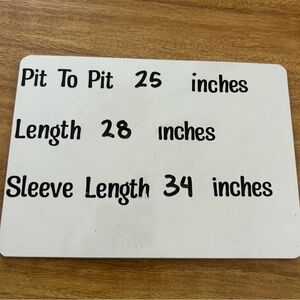 Pit To Pit 25 inches
Length 28 inches
Sleeve Length 34 inches